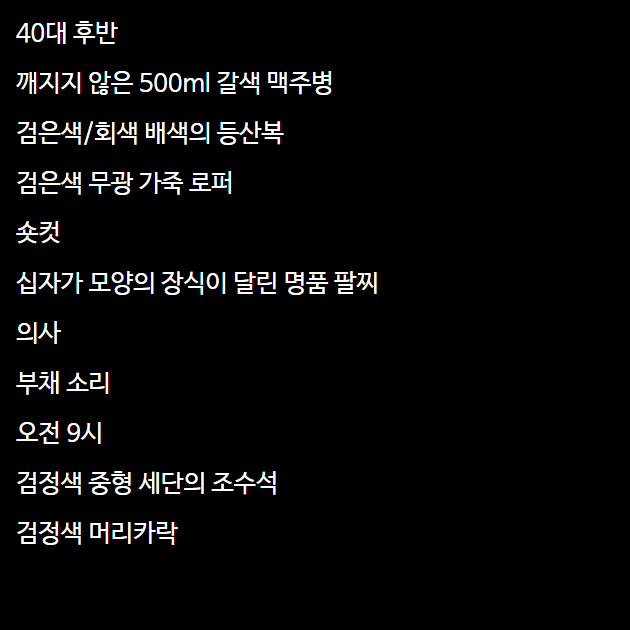 40대 후반
깨지지 않은 500ml 갈색 맥주병
검은색/회색 배색의 등산복
검은색 무광 가죽 로퍼
숏컷
십자가 모양의 장식이 달린 명품 팔찌
의사
부채 소리
오전 9시
검정색 중형 세단의 조수석
검정색 머리카락